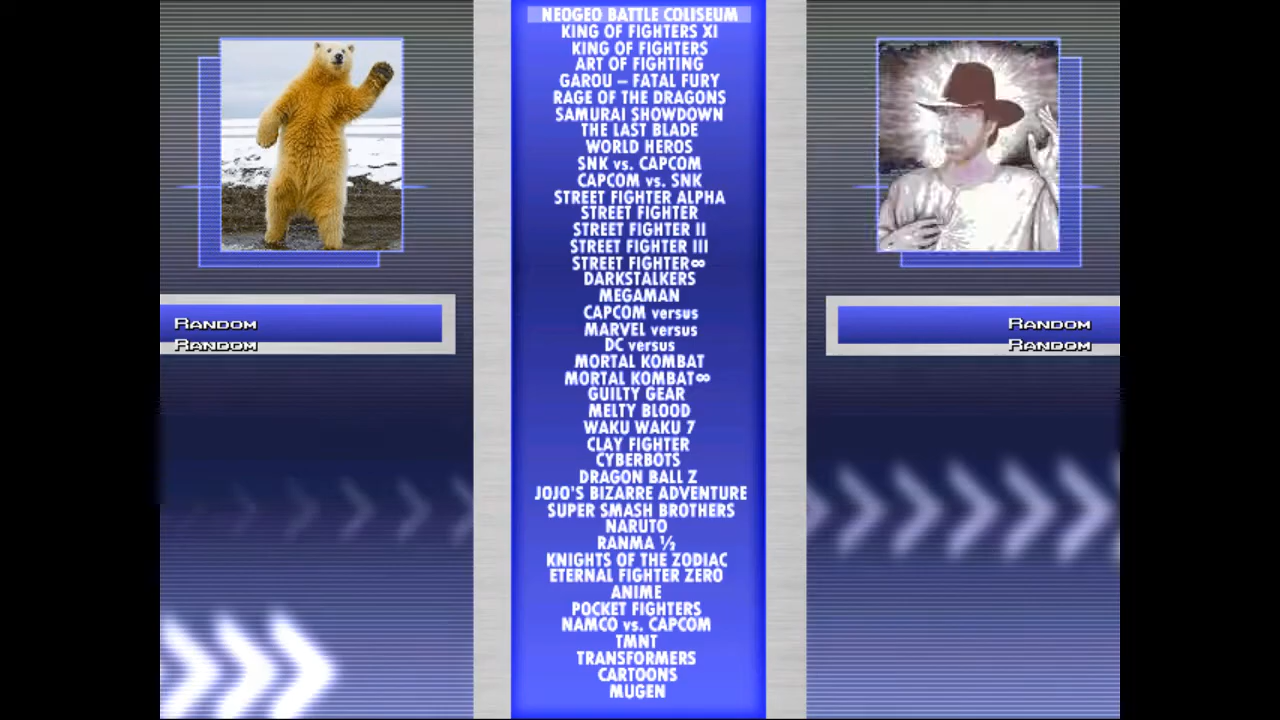 NEOGEO BATTLE COLISEUM
KING OF FIGHTERS XI
KING OF FIGHTERS
ART OF FIGHTING
GAROU – FATAL FURY
RAGE OF THE DRAGONS
SAMURAI SHOWDOWN
THE LAST BLADE
WORLD HEROS
SNK vs. CAPCOM
CAPCOM vs. SNK
STREET FIGHTER ALPHA
STREET FIGHTER
STREET FIGHTER II
STREET FIGHTER III
STREET FIGHTER∞
DARKSTALKERS
MEGAMAN
CAPCOM versus
MARVEL versus
DC versus
MORTAL KOMBAT
MORTAL KOMBAT∞
GUILTY GEAR
MELTY BLOOD
WAKU WAKU 7
CLAY FIGHTER
CYBERBOTS
DRAGON BALL Z
JOJO'S BIZARRE ADVENTURE
SUPER SMASH BROTHERS
NARUTO
RANMA ½
KNIGHTS OF THE ZODIAC
ETERNAL FIGHTER ZERO
ANIME
POCKET FIGHTERS
NAMCO vs. CAPCOM
TMNT
TRANSFORMERS
CARTOONS
MUGEN
RANDOM
RANDOM
RANDOM
RANDOM